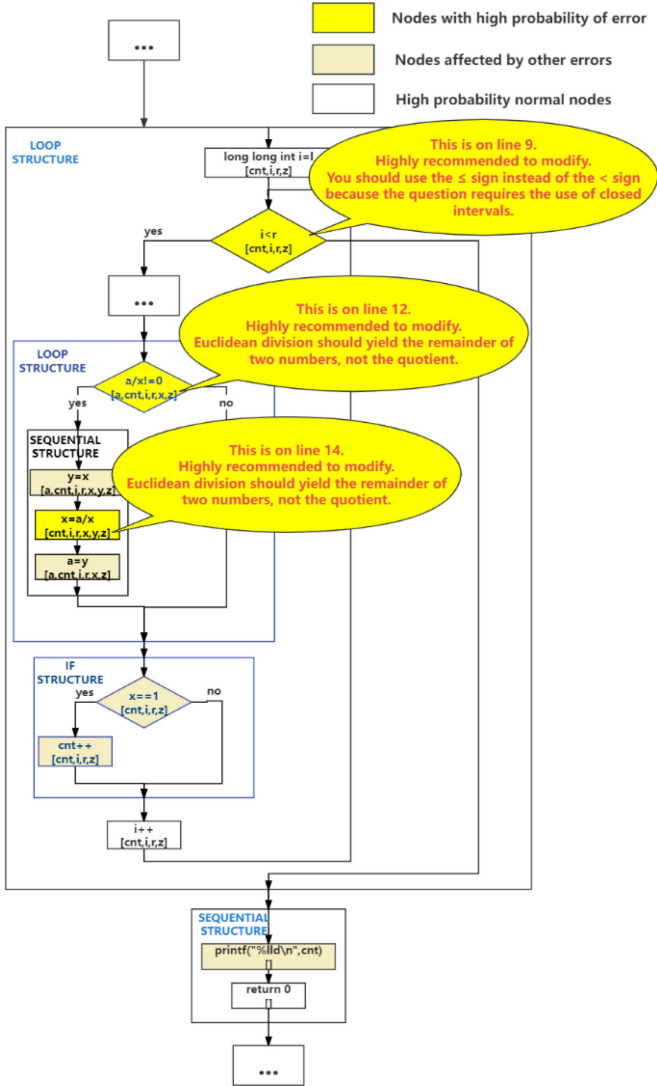 ...
Nodes with high probability of error
Nodes affected by other errors
High probability normal nodes
LOOP
STRUCTURE
long long int i=l
[cnt,i,r,z]
This is on line 9.
Highly recommended to modify.
You should use the ≤ sign instead of the < sign
because the question requires the use of closed
intervals.
i<r
[cnt,i,r,z]
yes
...
This is on line 12.
Highly recommended to modify.
Euclidean division should yield the remainder of
two numbers, not the quotient.
LOOP
STRUCTURE
a/x!=0
[a,cnt,i,r,x,z]
yes
no
SEQUENTIAL
STRUCTURE
This is on line 14.
Highly recommended to modify.
Euclidean division should yield the remainder of
two numbers, not the quotient.
y=x
[a,cnt,i,r,x,y,z]
x=a/x
[cnt,i,r,x,y,z]
a=y
[a,cnt,i,r,x,z]
IF
STRUCTURE
yes
no
x==1
[cnt,i,r,z]
cnt++
[cnt,i,r,z]
i++
[cnt,i,r,z]
SEQUENTIAL
STRUCTURE
printf("%lld\n",cnt)
[]
return 0
[]
...